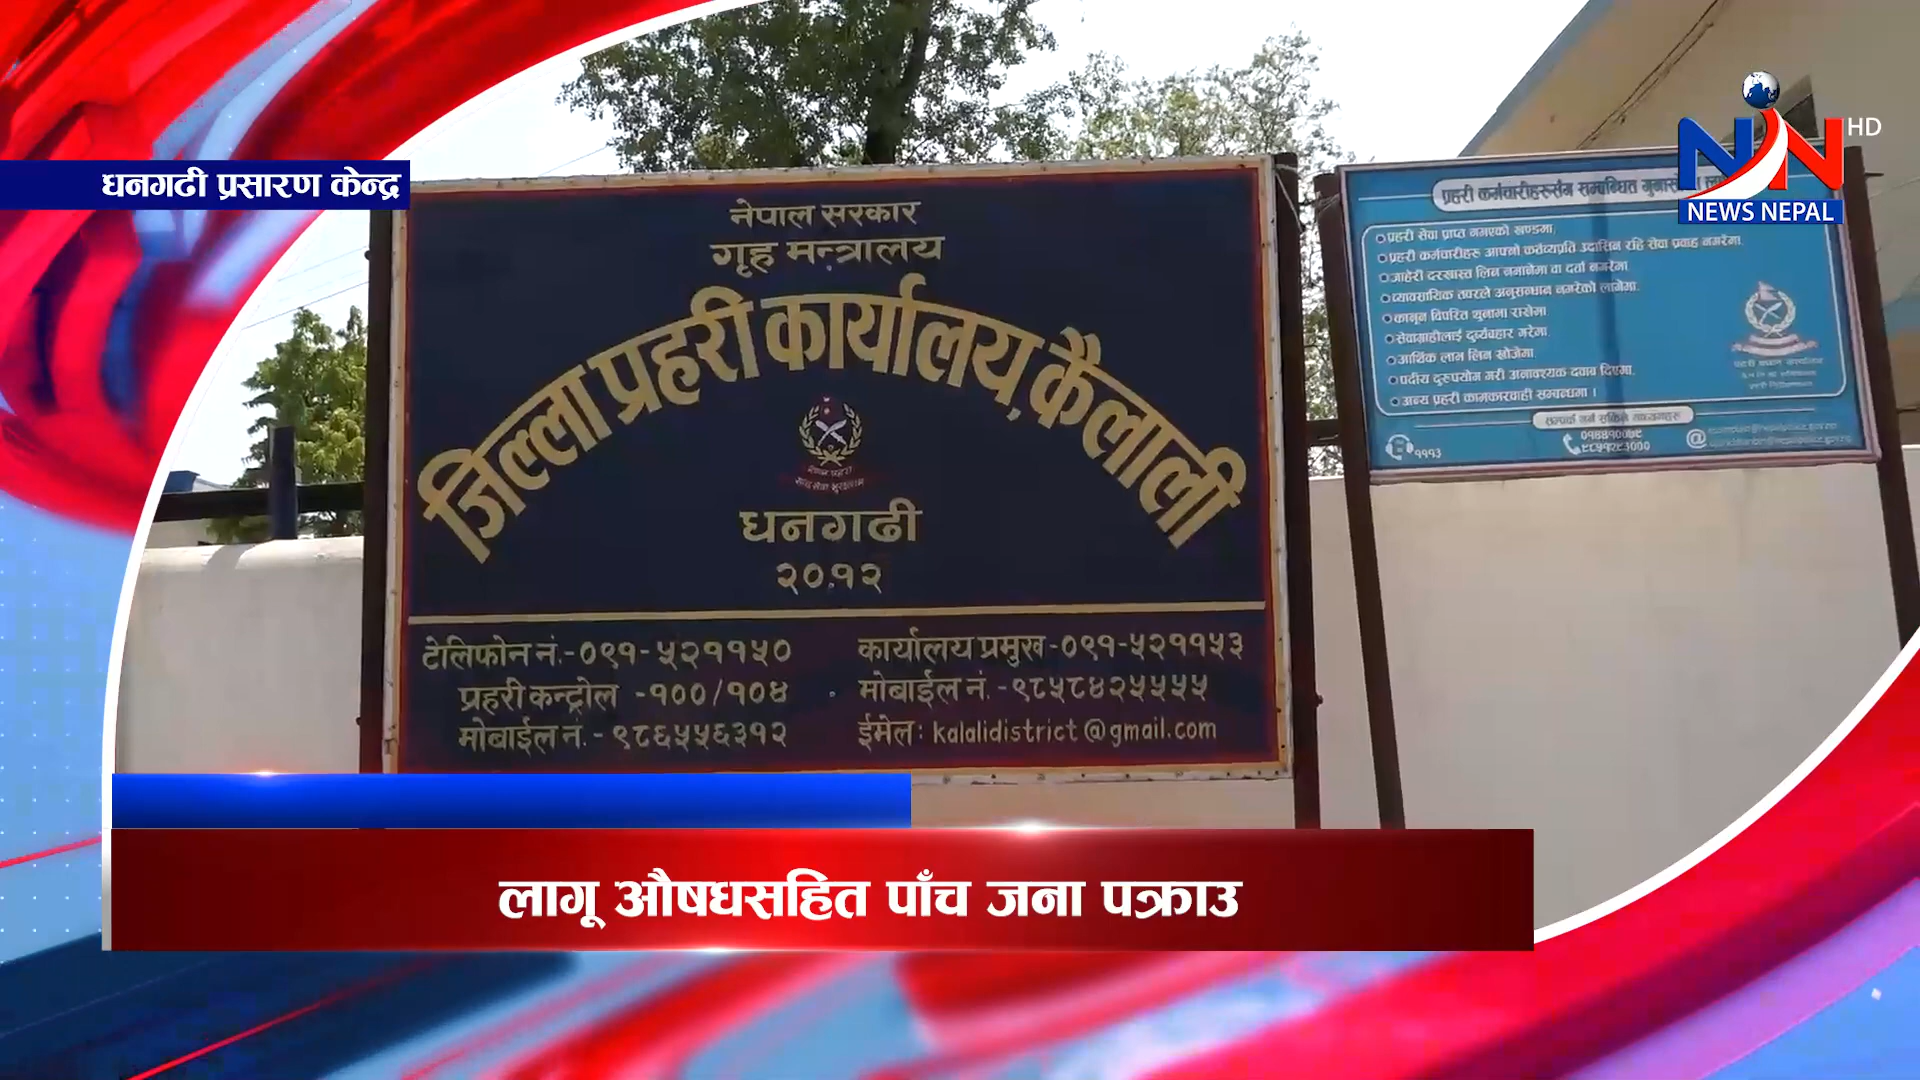 धनगढी प्रसारण केन्द्र
HD
NEWS NEPAL
नेपाल सरकार
गृह मन्त्रालय
जिल्ला प्रहरी कार्यालय, कैलाली
धनगढी
२०१२
टेलिफोन नं.-०९१-५२११५०
प्रहरी कन्ट्रोल -१००/१०४
मोबाईल नं.-९८६५५६३१२
कार्यालय प्रमुख-०९१-५२११५३
मोबाईल नं.-९८५८४२५५५५
ईमेल: kalalidistrict@gmail.com
प्रहरी कर्मचारीहरूसँग सम्बन्धित
प्रहरी सेवा प्राप्त नभएको खण्डमा
प्रहरी कर्मचारीहरू आफ्नो कर्तव्यप्रति उदासिन रहि सेवा प्रवाह नगरेमा.
जाहेरी दरखास्त लिन नमानेमा वा दर्ता नगरेमा
व्यावसायिक तवरले अनुसन्धान नगरेको लागेमा.
कानून विपरित थुनामा राखेमा
सेवाग्राहीलाई दुर्व्यवहार गरेमा
आर्थिक लाभ लिन खोजेमा
पदीय दुरुपयोग गरी अनावश्यक दवाब दिएमा.
अन्य प्रहरी कामकारवाही सम्बन्धमा ।
१११३
लागू औषधसहित पाँच जना पक्राउ